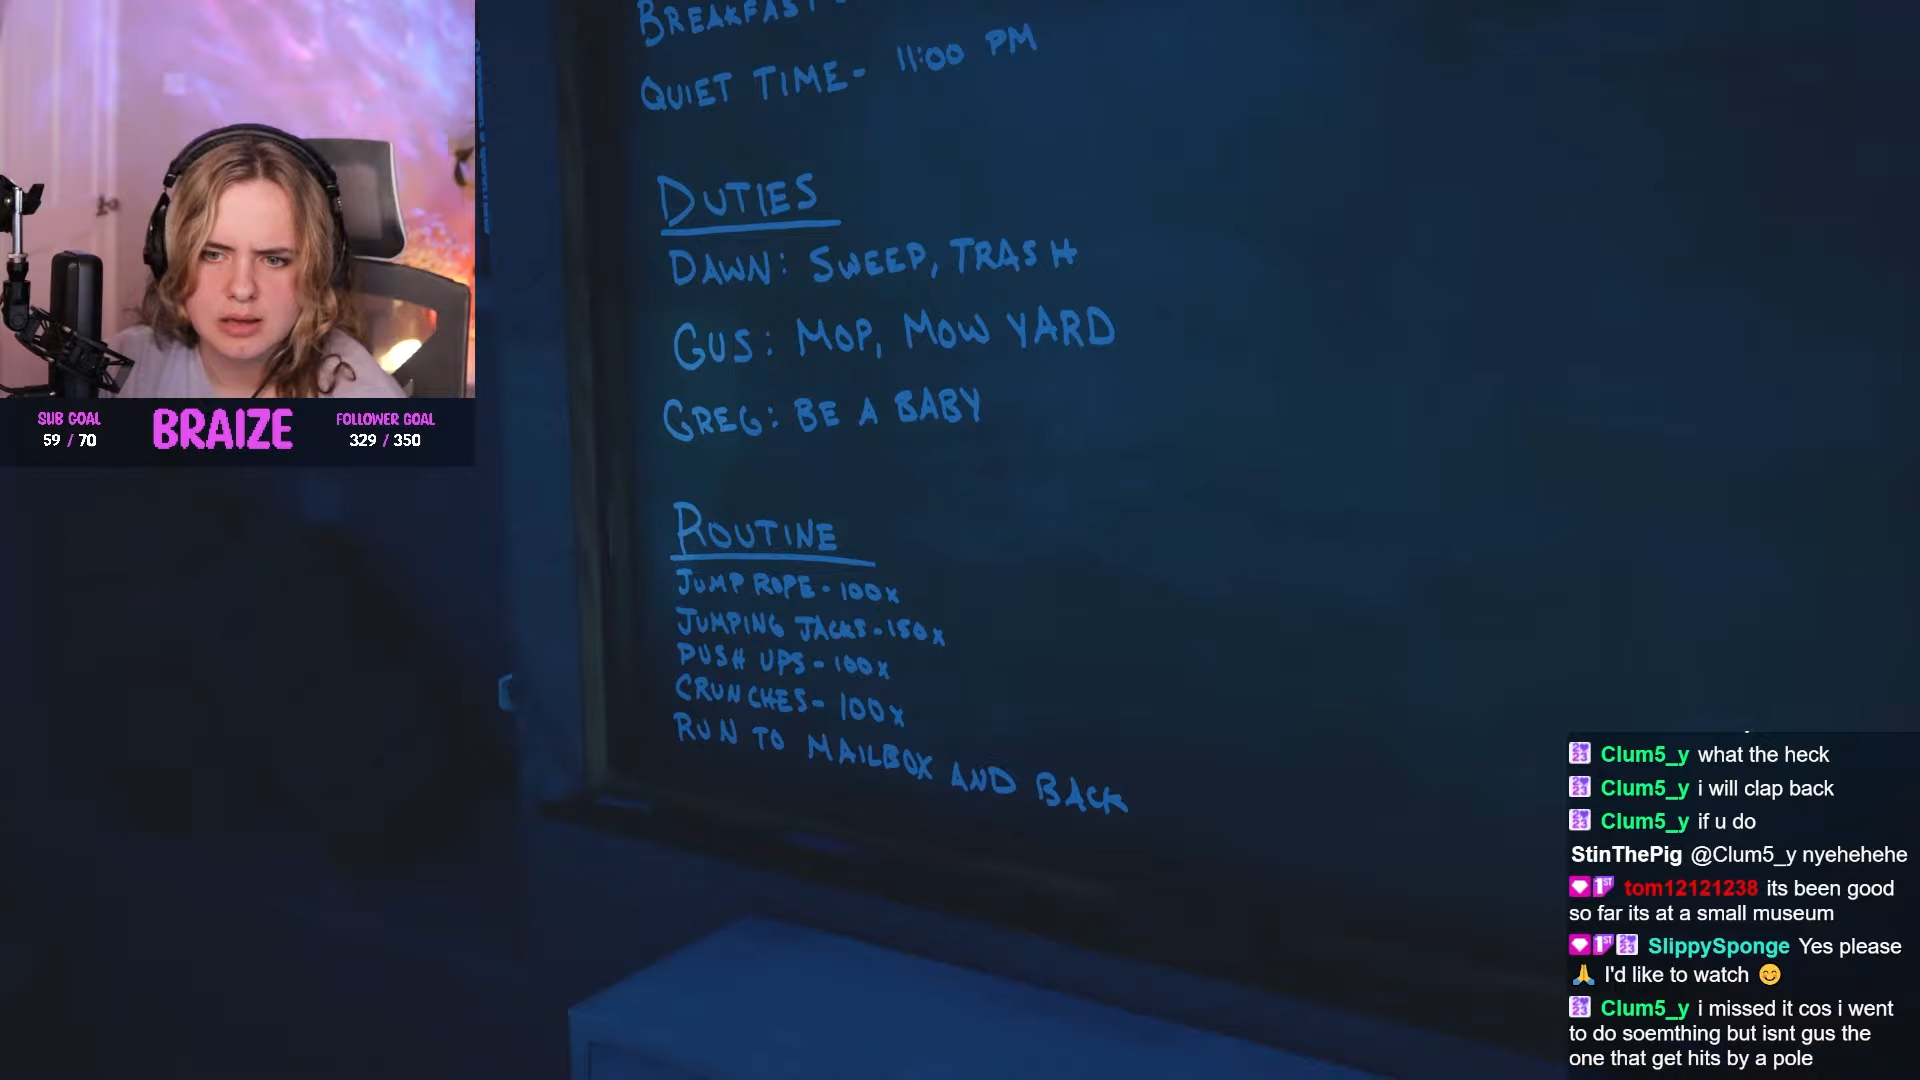 BREAKFAST -
QUIET TIME- 11:00 PM
DUTIES
DAWN: SWEEP, TRASH
GUS: MOP, MOW YARD
GREG: BE A BABY
ROUTINE
JUMP ROPE - 100X
JUMPING JACKS - 150X
PUSH UPS - 100X
CRUNCHES - 100X
RUN TO MAILBOX AND BACK
SUB GOAL
59 / 70
BRAIZE
FOLLOWER GOAL
329 / 350
Clum5_y what the heck
Clum5_y i will clap back
Clum5_y if u do
StinThePig @Clum5_y nyehehehe
1ST tom12121238 its been good
so far its at a small museum
1ST SlippySponge Yes please
🙏 I'd like to watch 😊
Clum5_y i missed it cos i went
to do soemthing but isnt gus the
one that get hits by a pole